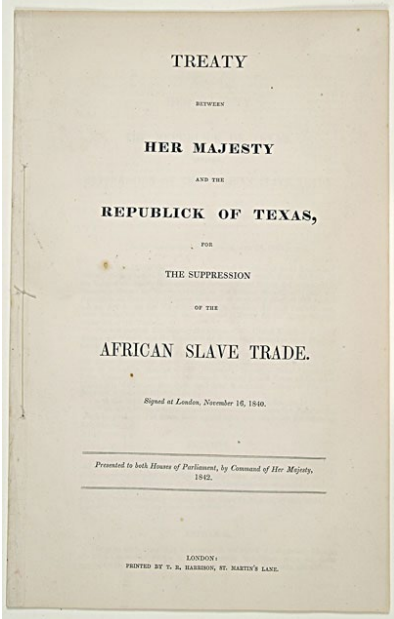 TREATY
BETWEEN
HER MAJESTY
AND THE
REPUBLICK OF TEXAS,
FOR
THE SUPPRESSION
OF THE
AFRICAN SLAVE TRADE.
Signed at London, November 16, 1840.
Presented to both Houses of Parliament, by Command of Her Majesty,
1842.
LONDON:
PRINTED BY T. R. HARRISON, ST. MARTIN'S LANE.